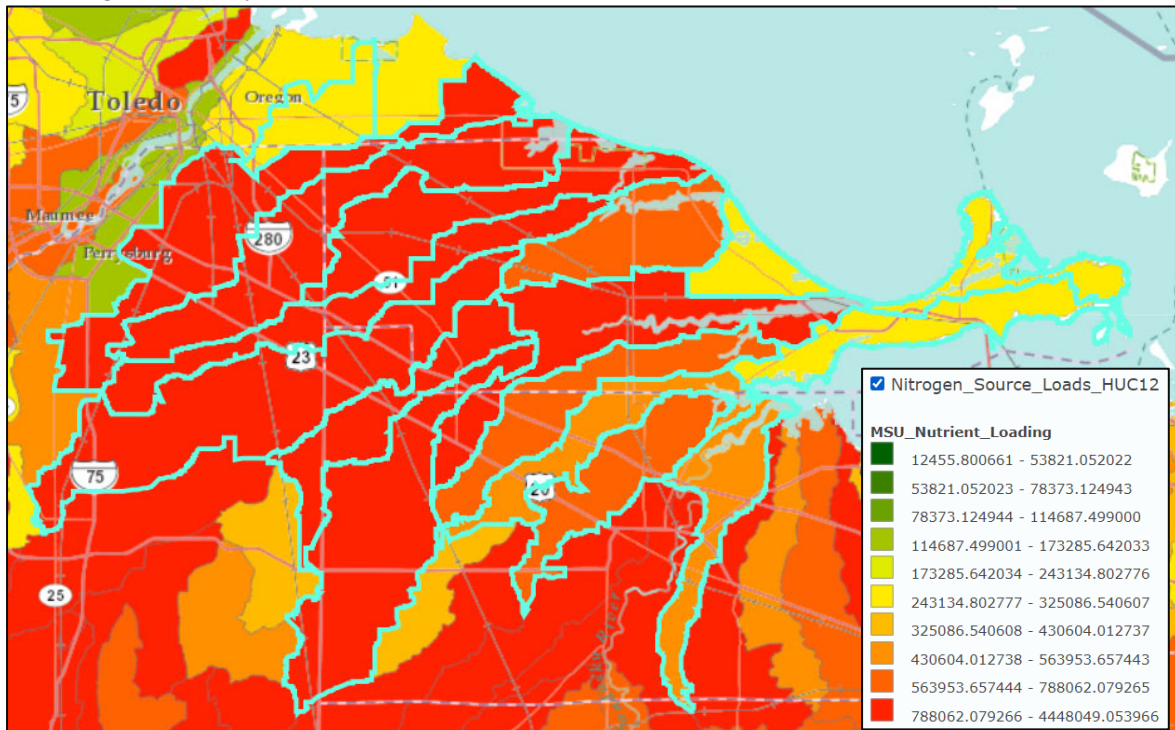 Toledo
Oregon
5
Maumee
Perrysburg
280
51
23
75
20
25
Nitrogen_Source_Loads_HUC12
MSU_Nutrient_Loading
12455.800661 - 53821.052022
53821.052023 - 78373.124943
78373.124944 - 114687.499000
114687.499001 - 173285.642033
173285.642034 - 243134.802776
243134.802777 - 325086.540607
325086.540608 - 430604.012737
430604.012738 - 563953.657443
563953.657444 - 788062.079265
788062.079266 - 4448049.053966